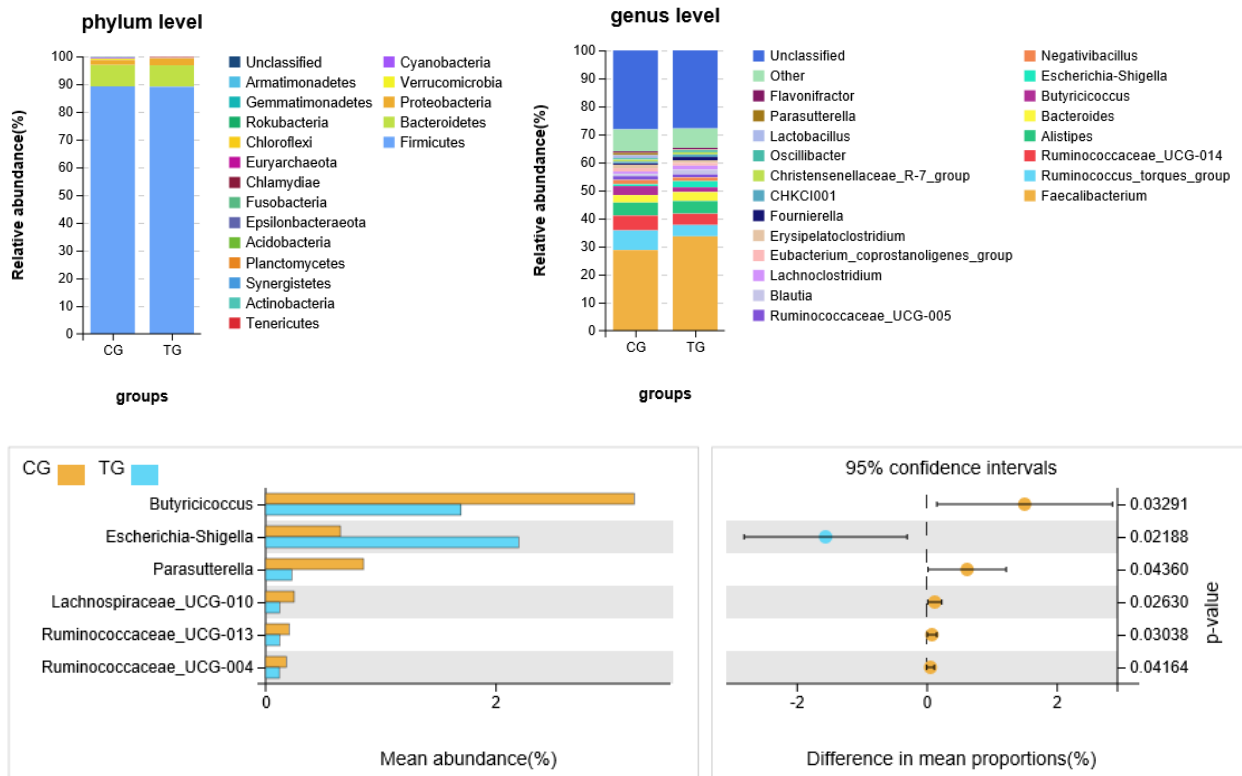 phylum level
100
90
80
70
60
50
40
30
20
10
0
Relative abundance(%)
CG
TG
groups
Unclassified
Armatimonadetes
Gemmatimonadetes
Rokubacteria
Chloroflexi
Euryarchaeota
Chlamydiae
Fusobacteria
Epsilonbacteraeota
Acidobacteria
Planctomycetes
Synergistetes
Actinobacteria
Tenericutes
Cyanobacteria
Verrucomicrobia
Proteobacteria
Bacteroidetes
Firmicutes
genus level
100
90
80
70
60
50
40
30
20
10
0
Relative abundance(%)
CG
TG
groups
Unclassified
Other
Flavonifractor
Parasutterella
Lactobacillus
Oscillibacter
Christensenellaceae_R-7_group
CHKCI001
Fournierella
Erysipelatoclostridium
Eubacterium_coprostanoligenes_group
Lachnoclostridium
Blautia
Ruminococcaceae_UCG-005
Negativibacillus
Escherichia-Shigella
Butyricicoccus
Bacteroides
Alistipes
Ruminococcaceae_UCG-014
Ruminococcus_torques_group
Faecalibacterium
CG TG
Butyricicoccus
Escherichia-Shigella
Parasutterella
Lachnospiraceae_UCG-010
Ruminococcaceae_UCG-013
Ruminococcaceae_UCG-004
0 2
Mean abundance(%)
95% confidence intervals
0.03291
0.02188
0.04360
0.02630
0.03038
0.04164
p-value
-2 0 2
Difference in mean proportions(%)